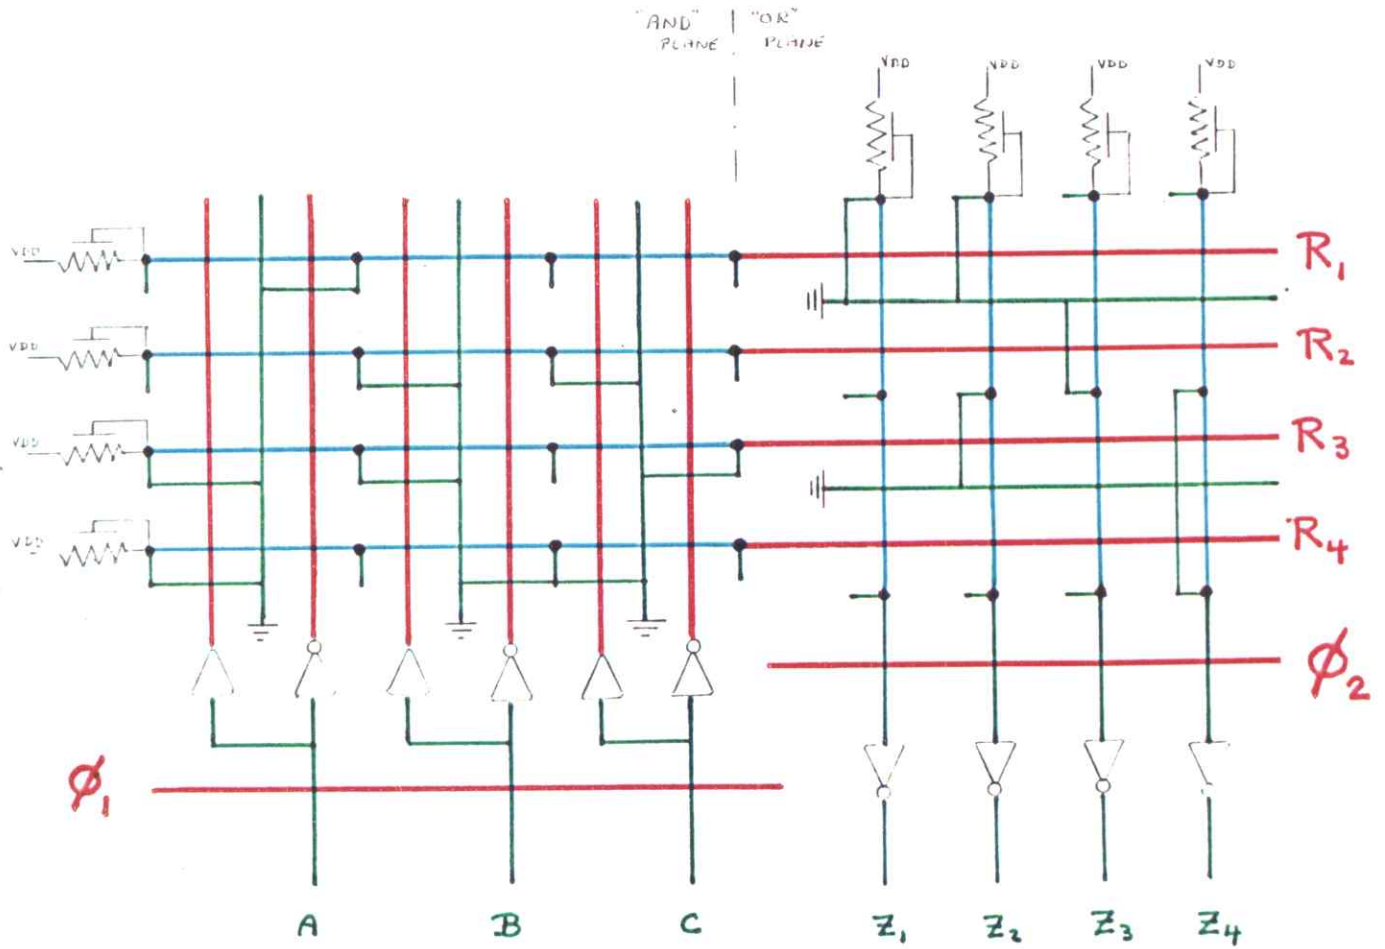 "AND" | "OR"
PLANE | PLANE
VDD VDD VDD VDD
VDD
R1
VDD
R2
VDD
R3
VDD
R4
ϕ2
ϕ1
A B C Z1 Z2 Z3 Z4